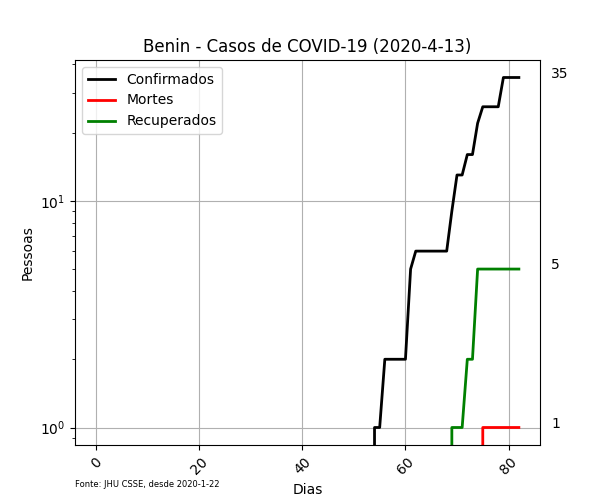 Benin - Casos de COVID-19 (2020-4-13)
Confirmados
Mortes
Recuperados
35
5
1
10¹
10⁰
Pessoas
0
20
40
60
80
Dias
Fonte: JHU CSSE, desde 2020-1-22